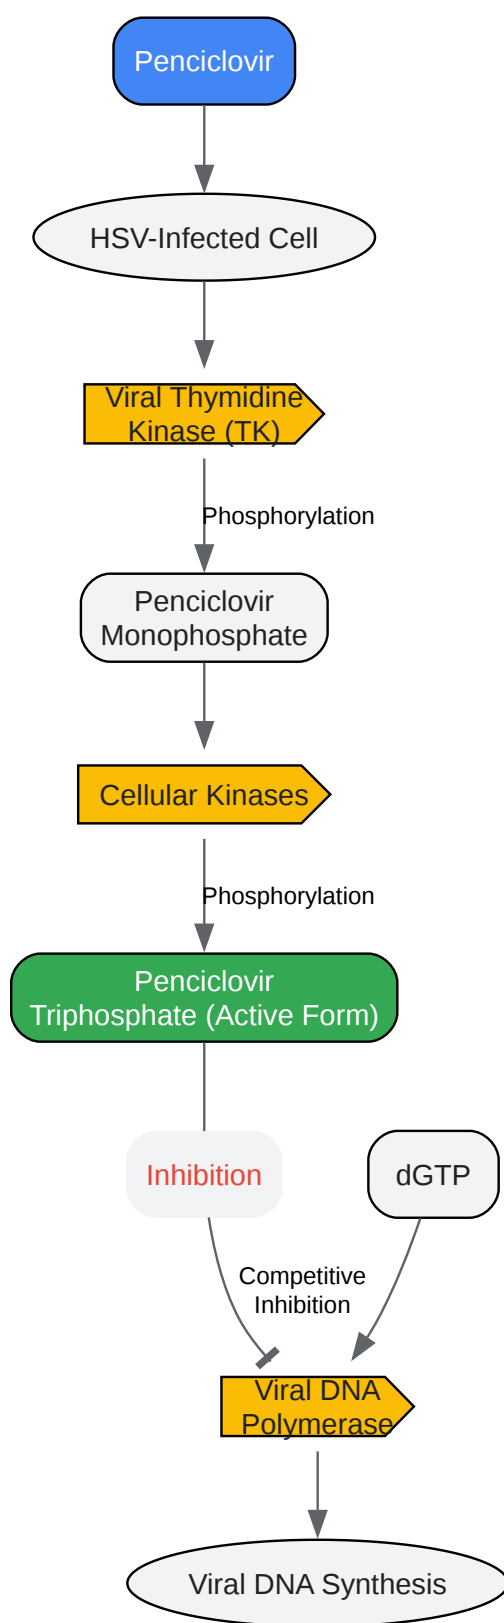 Penciclovir
HSV-Infected Cell
Viral Thymidine
Kinase (TK)
Phosphorylation
Penciclovir
Monophosphate
Cellular Kinases
Phosphorylation
Penciclovir
Triphosphate (Active Form)
Inhibition
dGTP
Competitive
Inhibition
Viral DNA
Polymerase
Viral DNA Synthesis